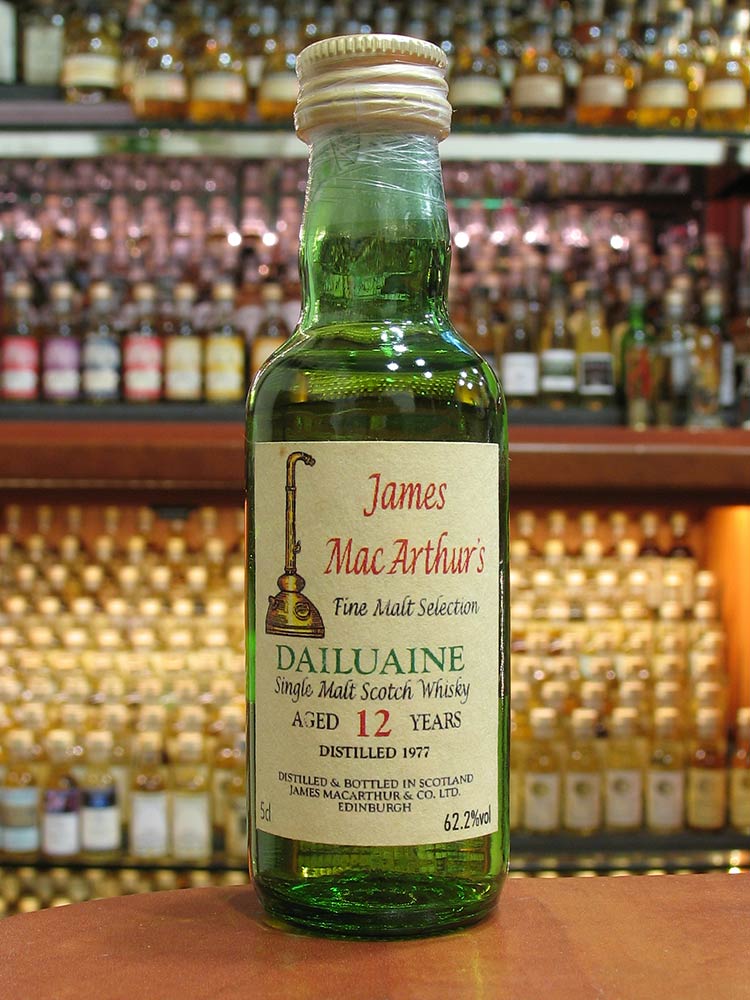 James
Mac Arthur's
Fine Malt Selection
DAILUAINE
Single Malt Scotch Whisky
AGED 12 YEARS
DISTILLED 1977
DISTILLED & BOTTLED IN SCOTLAND
JAMES MACARTHUR & CO. LTD.
EDINBURGH
5cl 62.2%vol